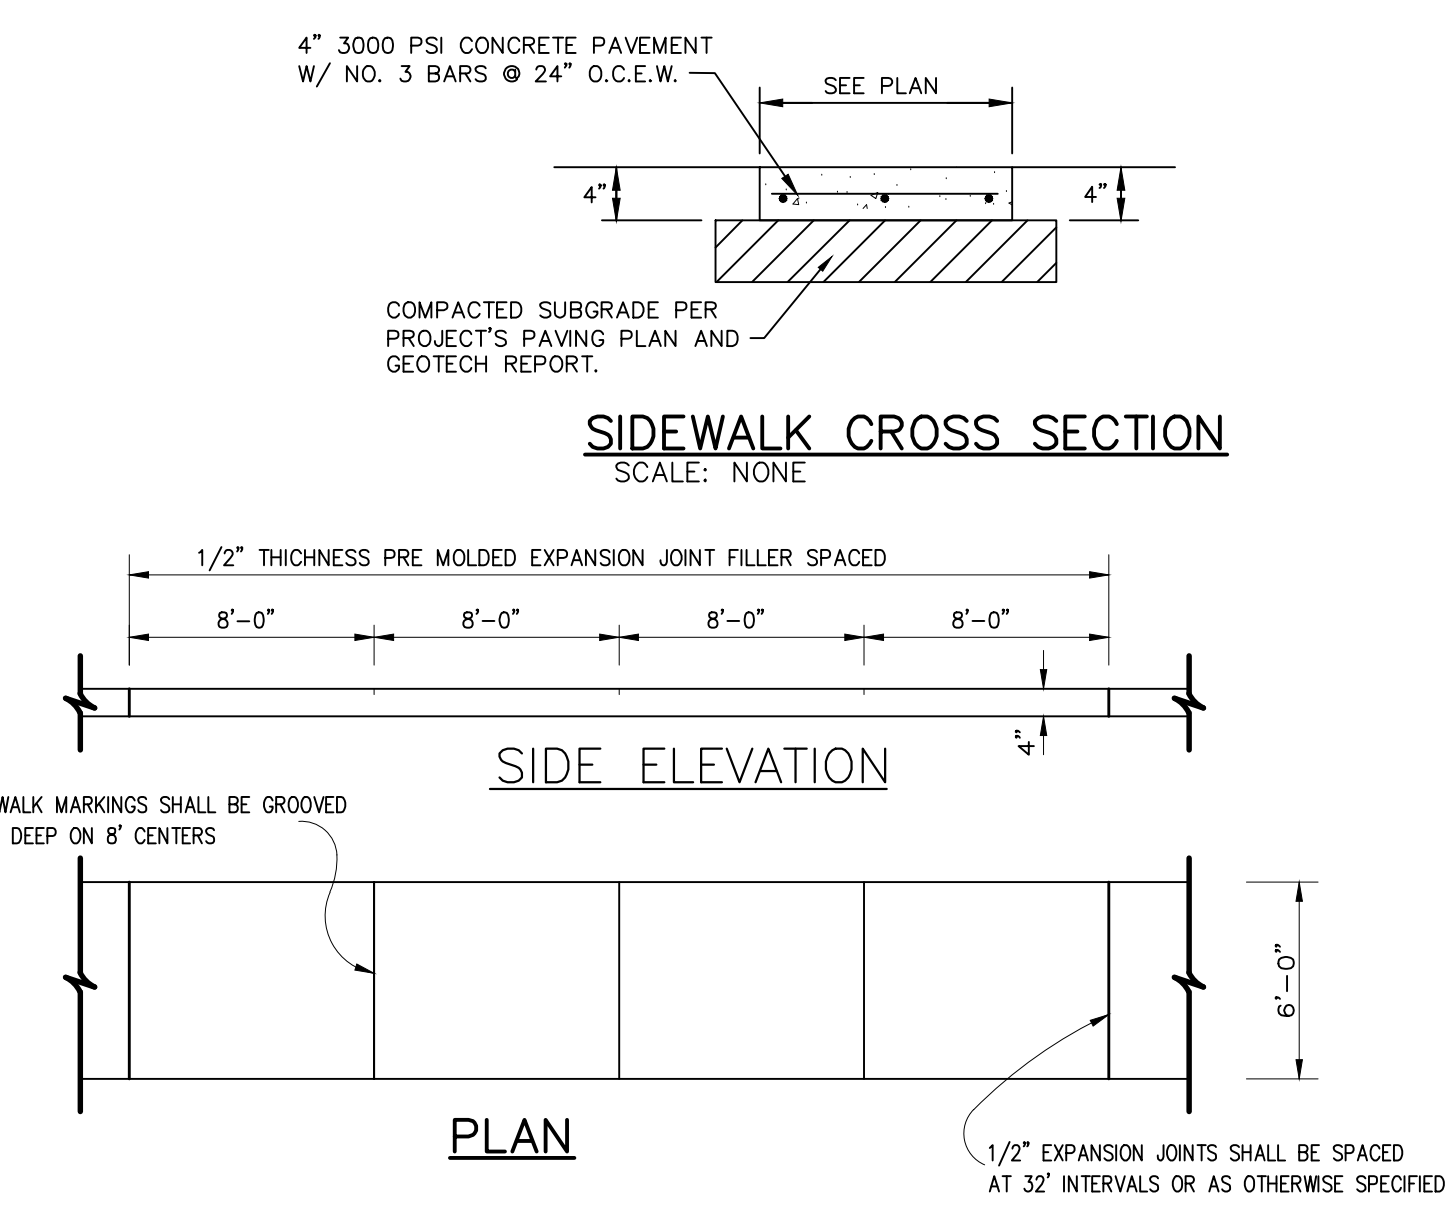 4” 3000 PSI CONCRETE PAVEMENT
W/ NO. 3 BARS @ 24” O.C.E.W.
SEE PLAN
4”
4”
COMPACTED SUBGRADE PER
PROJECT'S PAVING PLAN AND
GEOTECH REPORT.
SIDEWALK CROSS SECTION
SCALE: NONE
1/2” THICHNESS PRE MOLDED EXPANSION JOINT FILLER SPACED
8'-0”
8'-0”
8'-0”
8'-0”
4”
SIDE ELEVATION
WALK MARKINGS SHALL BE GROOVED
DEEP ON 8' CENTERS
6'-0”
PLAN
1/2” EXPANSION JOINTS SHALL BE SPACED
AT 32' INTERVALS OR AS OTHERWISE SPECIFIED